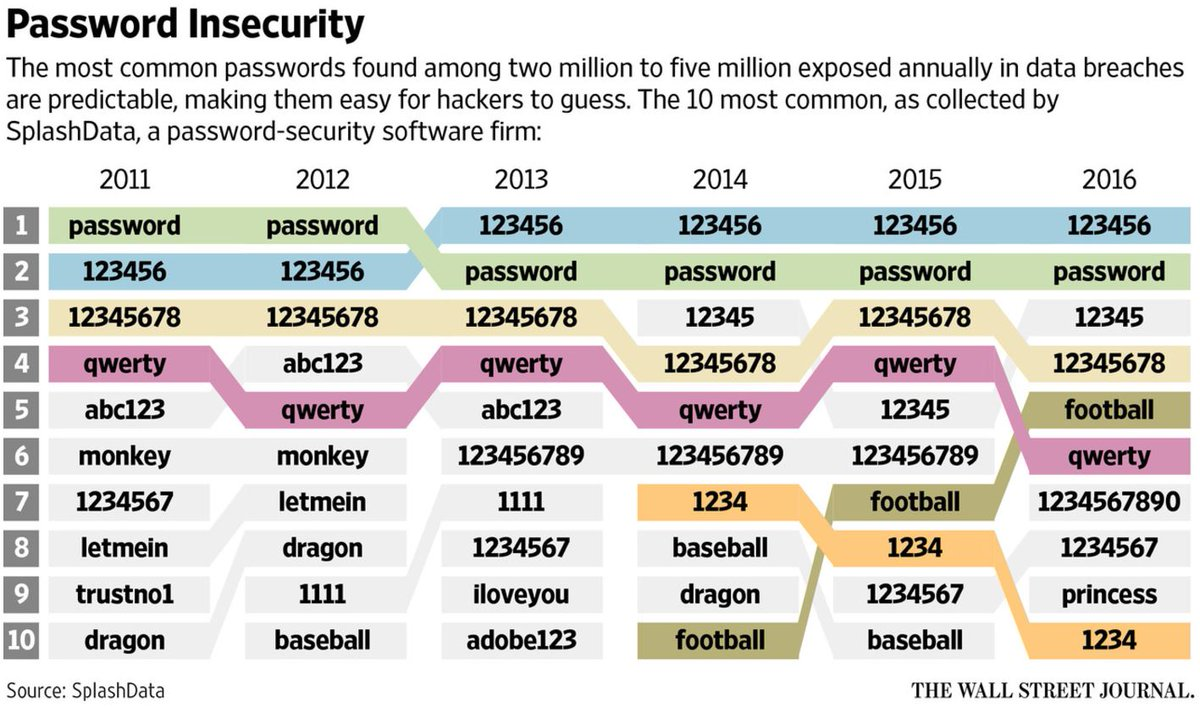 Password Insecurity
The most common passwords found among two million to five million exposed annually in data breaches
are predictable, making them easy for hackers to guess. The 10 most common, as collected by
SplashData, a password-security software firm:
2011 2012 2013 2014 2015 2016
1 password password 123456 123456 123456 123456
2 123456 123456 password password password password
3 12345678 12345678 12345678 12345 12345678 12345
4 qwerty abc123 qwerty 12345678 qwerty 12345678
5 abc123 qwerty abc123 qwerty 12345 football
6 monkey monkey 123456789 123456789 123456789 qwerty
7 1234567 letmein 1111 1234 football 1234567890
8 letmein dragon 1234567 baseball 1234 1234567
9 trustno1 1111 iloveyou dragon 1234567 princess
10 dragon baseball adobe123 football baseball 1234
Source: SplashData THE WALL STREET JOURNAL.